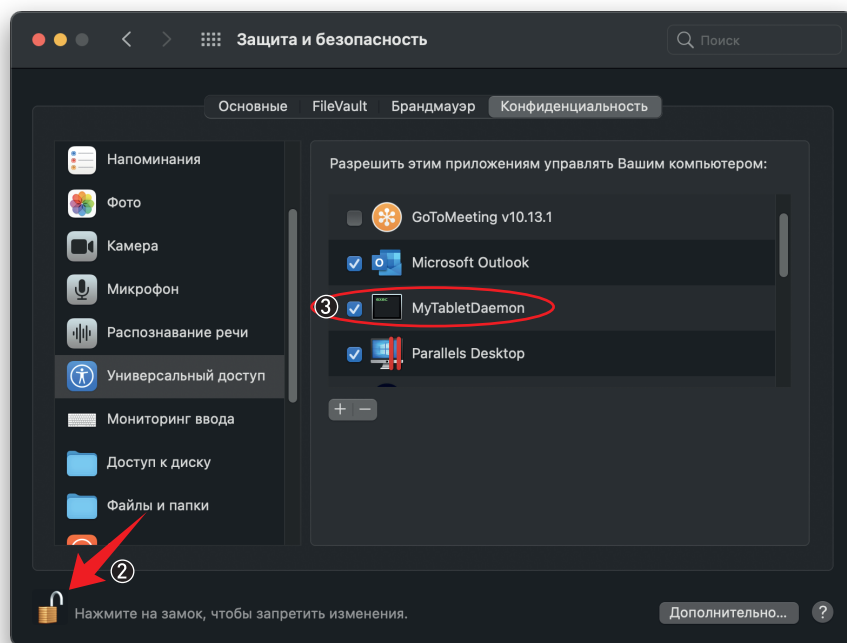 Защита и безопасность
Поиск
Основные FileVault Брандмауэр Конфиденциальность
Напоминания
Фото
Камера
Микрофон
Распознавание речи
Универсальный доступ
Мониторинг ввода
Доступ к диску
Файлы и папки
Разрешить этим приложениям управлять Вашим компьютером:
GoToMeeting v10.13.1
Microsoft Outlook
③ exec MyTabletDaemon
Parallels Desktop
+ −
②
Нажмите на замок, чтобы запретить изменения.
Дополнительно... ?